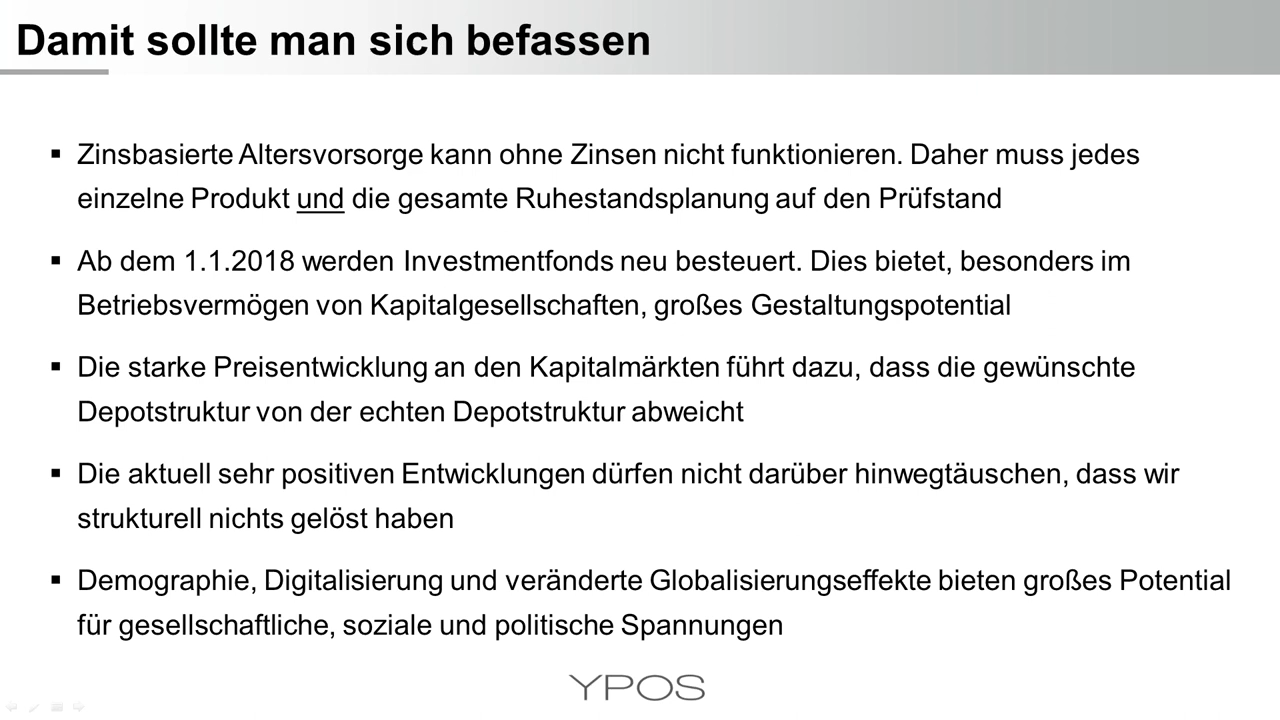 Damit sollte man sich befassen
▪ Zinsbasierte Altersvorsorge kann ohne Zinsen nicht funktionieren. Daher muss jedes
einzelne Produkt und die gesamte Ruhestandsplanung auf den Prüfstand
▪ Ab dem 1.1.2018 werden Investmentfonds neu besteuert. Dies bietet, besonders im
Betriebsvermögen von Kapitalgesellschaften, großes Gestaltungspotential
▪ Die starke Preisentwicklung an den Kapitalmärkten führt dazu, dass die gewünschte
Depotstruktur von der echten Depotstruktur abweicht
▪ Die aktuell sehr positiven Entwicklungen dürfen nicht darüber hinwegtäuschen, dass wir
strukturell nichts gelöst haben
▪ Demographie, Digitalisierung und veränderte Globalisierungseffekte bieten großes Potential
für gesellschaftliche, soziale und politische Spannungen
YPOS